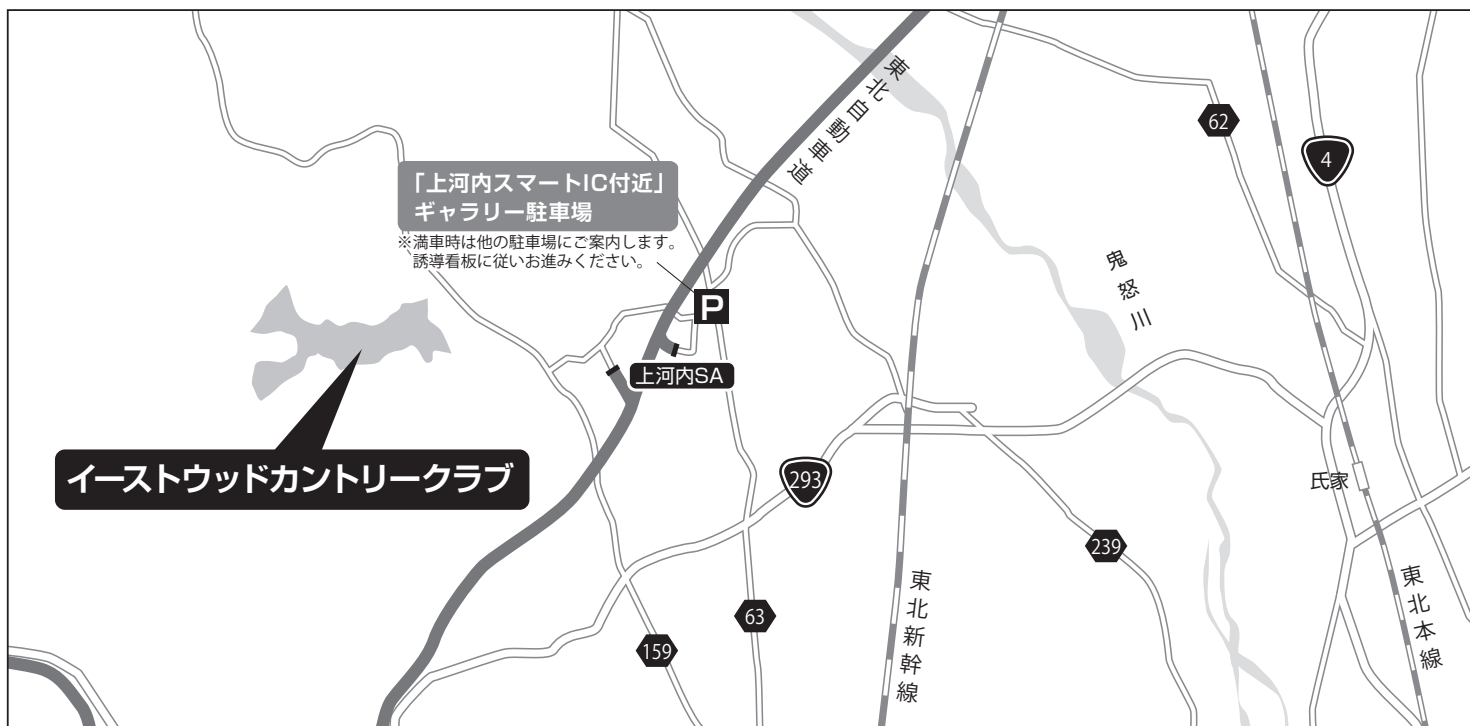 東北自動車道
62
4
「上河内スマートIC付近」
ギャラリー駐車場
※満車時は他の駐車場にご案内します。
誘導看板に従いお進みください。
鬼怒川
P
上河内SA
イーストウッドカントリークラブ
293
氏家
239
東北新幹線
東北本線
63
159